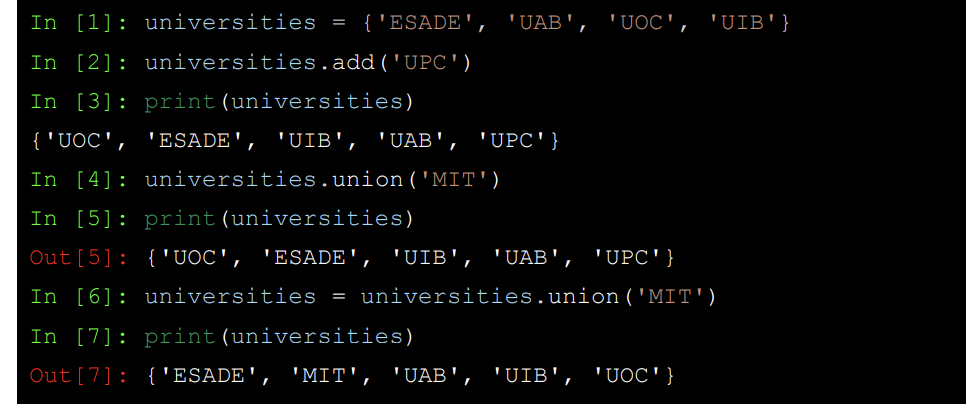 In [1]: universities = {'ESADE', 'UAB', 'UOC', 'UIB'}
In [2]: universities.add('UPC')
In [3]: print(universities)
{'UOC', 'ESADE', 'UIB', 'UAB', 'UPC'}
In [4]: universities.union('MIT')
In [5]: print(universities)
Out[5]: {'UOC', 'ESADE', 'UIB', 'UAB', 'UPC'}
In [6]: universities = universities.union('MIT')
In [7]: print(universities)
Out[7]: {'ESADE', 'MIT', 'UAB', 'UIB', 'UOC'}